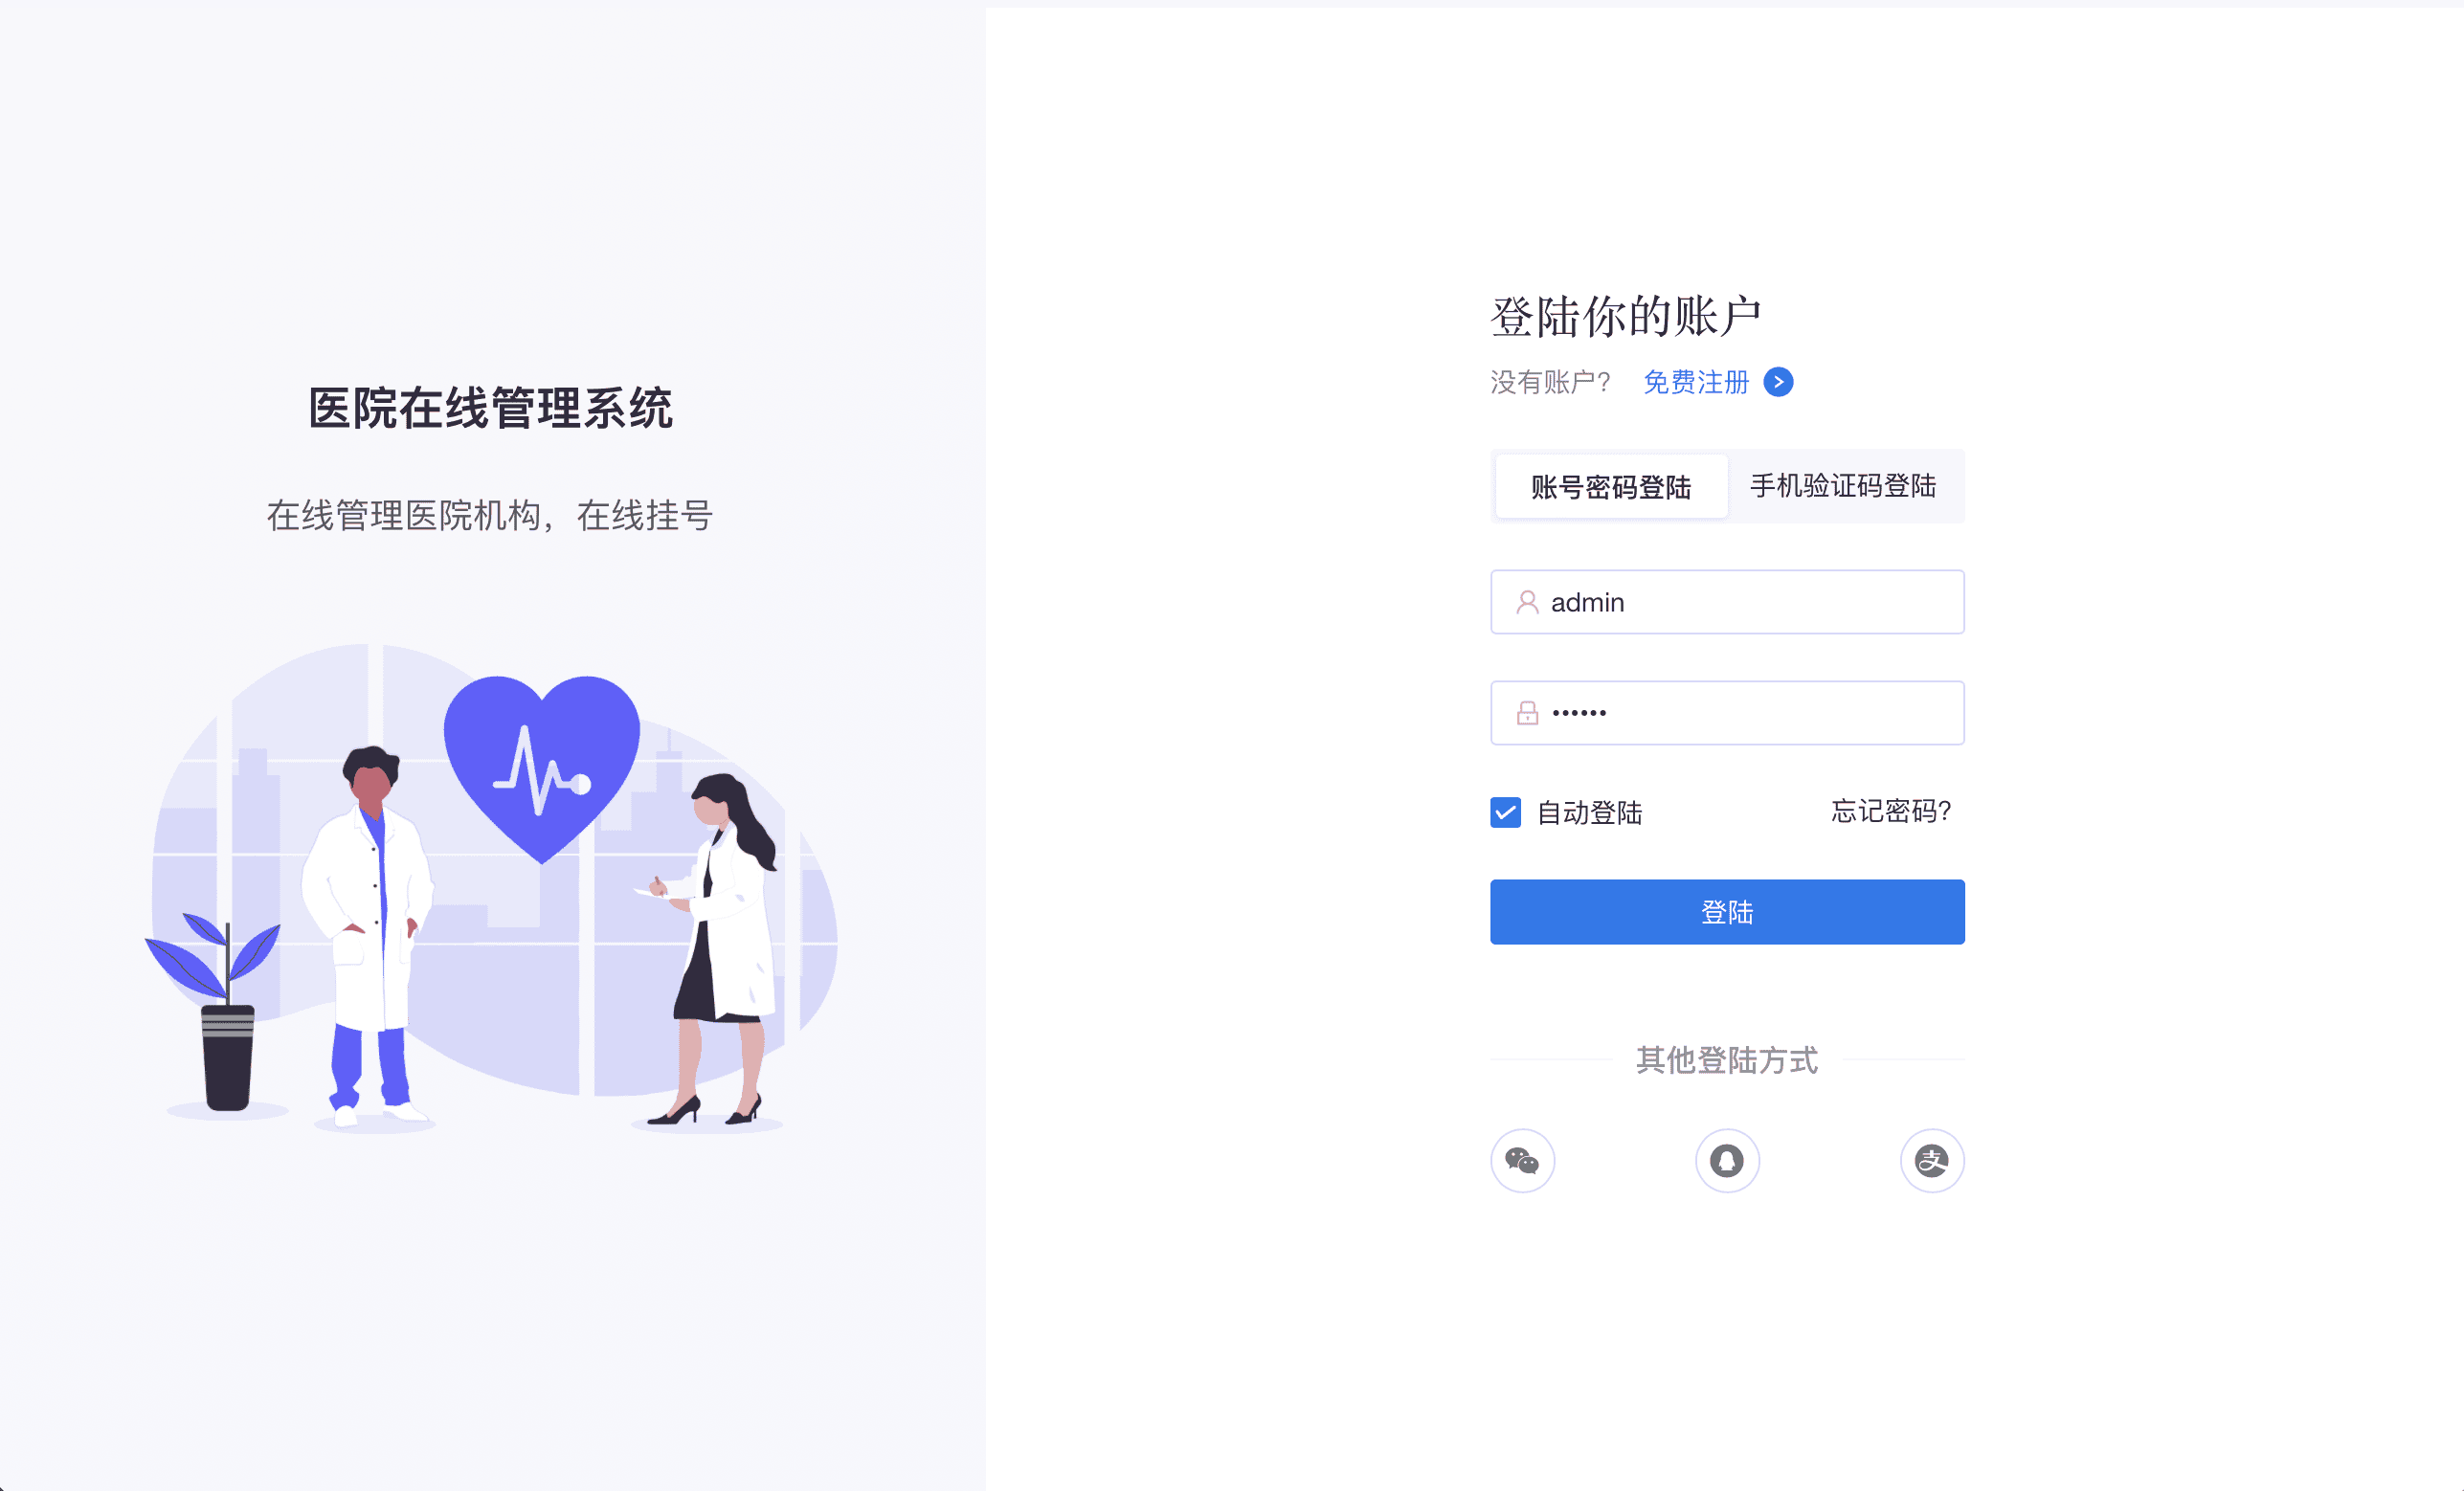 医院在线管理系统
在线管理医院机构，在线挂号
登陆你的账户
没有账户? 免费注册
账号密码登陆 手机验证码登陆
admin
••••••
自动登陆 忘记密码?
登陆
其他登陆方式
支